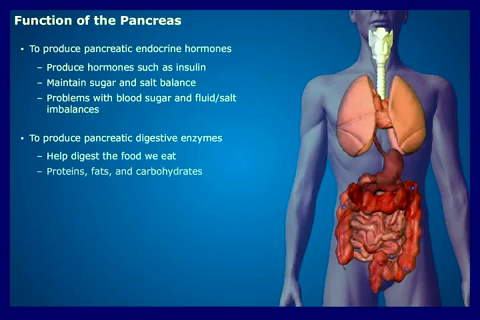 Function of the Pancreas
• To produce pancreatic endocrine hormones
– Produce hormones such as insulin
– Maintain sugar and salt balance
– Problems with blood sugar and fluid/salt
imbalances
• To produce pancreatic digestive enzymes
– Help digest the food we eat
– Proteins, fats, and carbohydrates